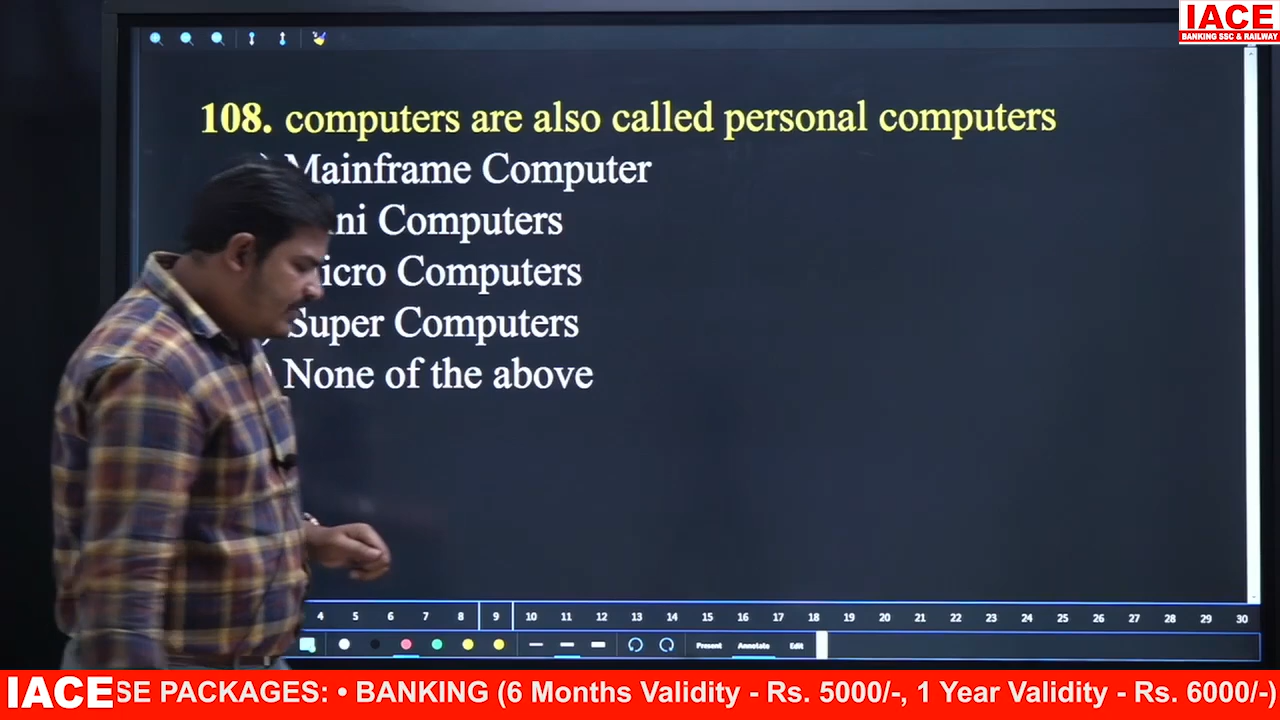 IACE
BANKING SSC & RAILWAY
108. computers are also called personal computers
Mainframe Computer
Computers
Computers
Super Computers
None of the above
4 5 6 7 8 9 10 11 12 13 14 15 16 17 18 19 20 21 22 23 24 25 26 27 28 29 30
Present Annotate Edit
IACE SE PACKAGES: • BANKING (6 Months Validity - Rs. 5000/-, 1 Year Validity - Rs. 6000/-)